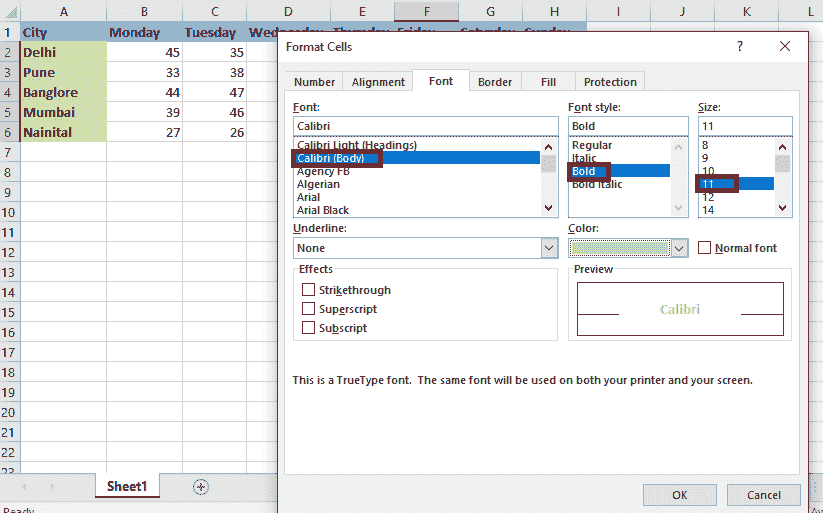 A B C D E F G H I J K L
1 City Monday Tuesday Wednesday Thursday Friday Saturday Sunday
2 Delhi 45 35
3 Pune 33 38
4 Banglore 44 47
5 Mumbai 39 46
6 Nainital 27 26
7
8
9
10
11
12
13
14
15
16
17
18
19
20
21
22
23
Sheet1
Ready
Format Cells
? 
Number Alignment Font Border Fill Protection
Font: Font style: Size:
Calibri Bold 11
Calibri Light (Headings) Regular 8
Calibri (Body) Italic 9
Agency FB Bold 10
Algerian Bold Italic 11
Arial 12
Arial Black 14
Underline: Color:
None Normal font
Effects Preview
Strikethrough
Superscript Calibri
Subscript
This is a TrueType font. The same font will be used on both your printer and your screen.
OK Cancel